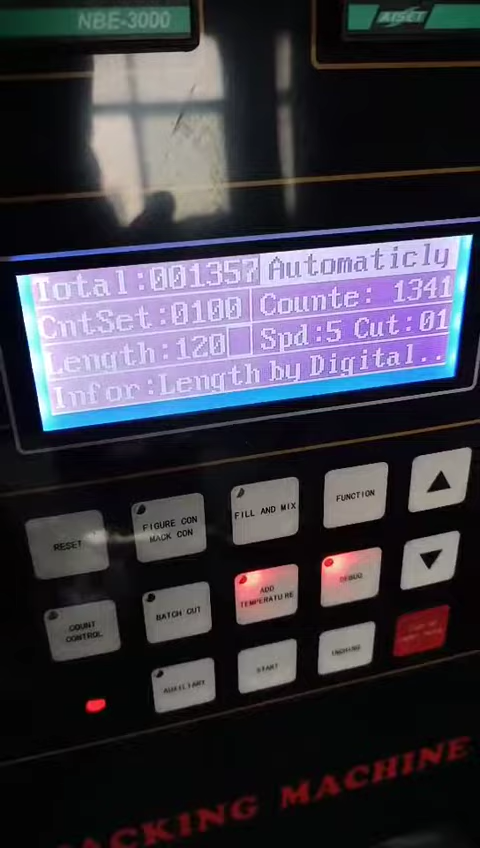 NBE-3000
AISET
Total:001357 Automaticly
CntSet:0100 Counte: 1341
Length:120 Spd:5 Cut:01
Infor:Length by Digital..
RESET
FIGURE CON
MACK CON
FILL AND MIX
FUNCTION
COUNT
CONTROL
BATCH CUT
ADD
TEMPERATURE
DEBUG
AUXILIARY
START
INCHING
PACKING MACHINE